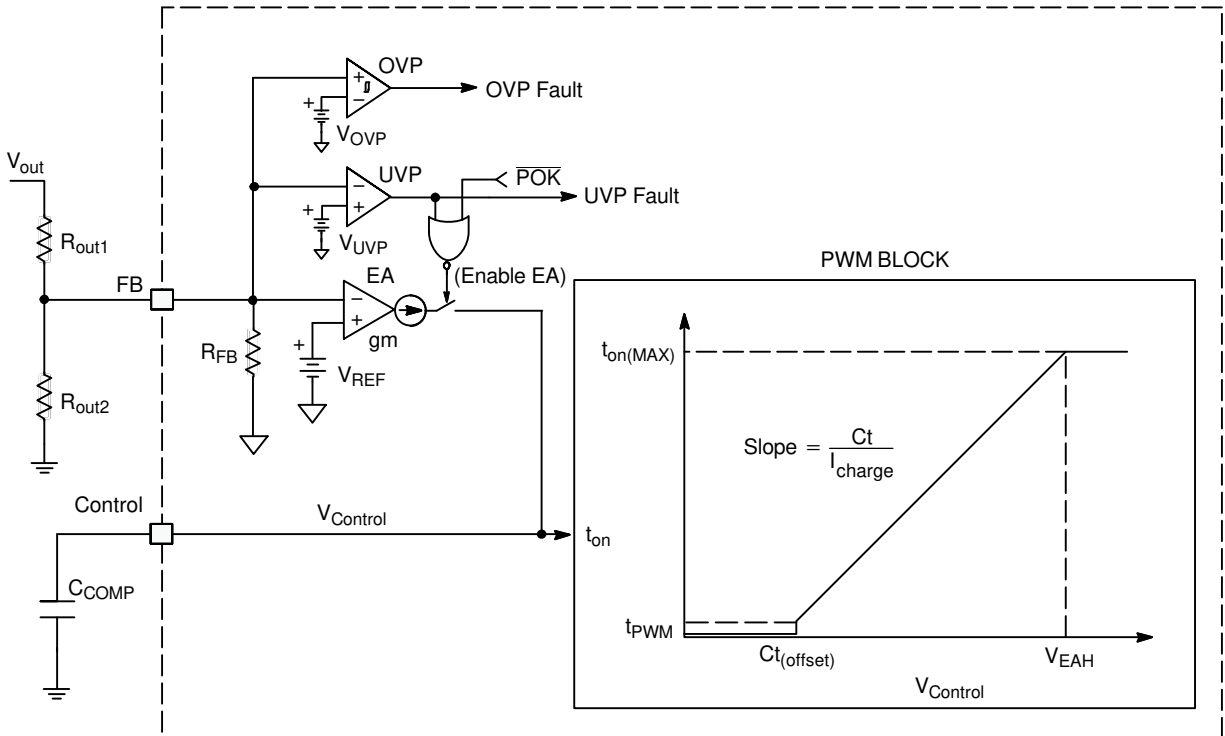 OVP
+
−
OVP Fault
+
V_OVP
V_out
UVP
POK
−
+
UVP Fault
+
V_UVP
R_out1
EA
(Enable EA)
PWM BLOCK
FB
−
+
gm
R_FB
+
V_REF
t_on(MAX)
R_out2
Slope = Ct / I_charge
Control
V_Control
t_on
C_COMP
t_PWM
Ct_(offset)
V_EAH
V_Control